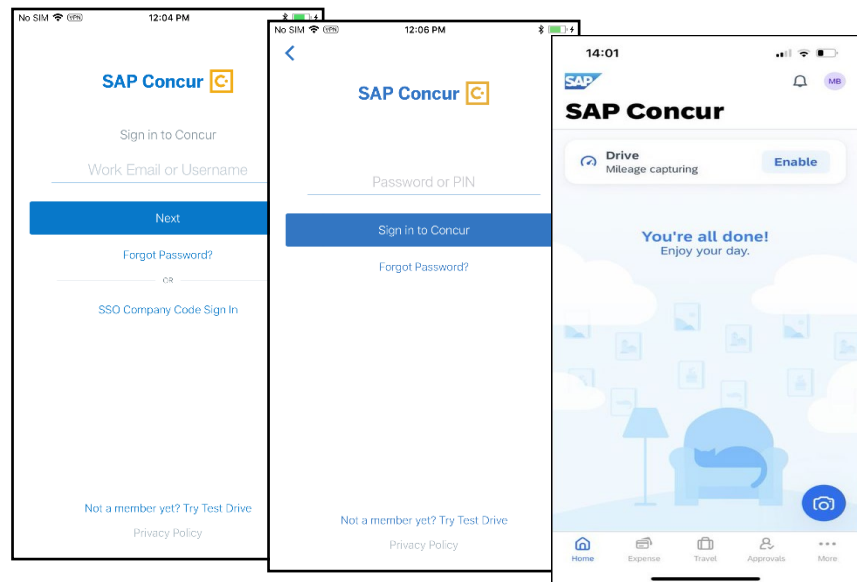 No SIM VPN 12:04 PM
SAP Concur C.
Sign in to Concur
Work Email or Username
Next
Forgot Password?
OR
SSO Company Code Sign In
Not a member yet? Try Test Drive
Privacy Policy
No SIM VPN 12:06 PM
SAP Concur C.
Password or PIN
Sign in to Concur
Forgot Password?
Not a member yet? Try Test Drive
Privacy Policy
14:01
SAP
MB
SAP Concur
Drive
Mileage capturing
Enable
You're all done!
Enjoy your day.
Home Expense Travel Approvals More